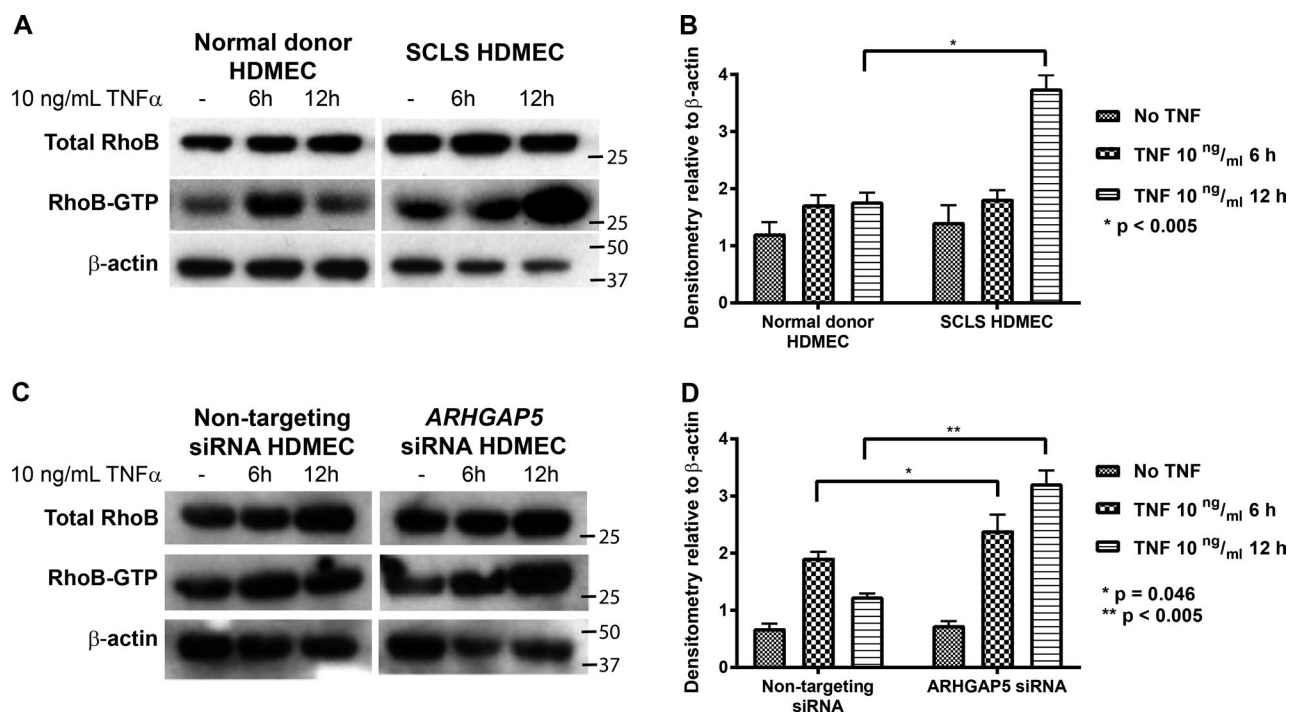 A
Normal donor
HDMEC
SCLS HDMEC
10 ng/mL TNFα
-
6h
12h
-
6h
12h
Total RhoB
25
RhoB-GTP
25
β-actin
50
37
B
Densitometry relative to β-actin
4
3
2
1
0
*
Normal donor
HDMEC
SCLS HDMEC
No TNF
TNF 10 ng/ml 6 h
TNF 10 ng/ml 12 h
* p < 0.005
C
Non-targeting
siRNA HDMEC
ARHGAP5
siRNA HDMEC
10 ng/mL TNFα
-
6h
12h
-
6h
12h
Total RhoB
25
RhoB-GTP
25
β-actin
50
37
D
Densitometry relative to β-actin
4
3
2
1
0
**
*
Non-targeting
siRNA
ARHGAP5 siRNA
No TNF
TNF 10 ng/ml 6 h
TNF 10 ng/ml 12 h
* p = 0.046
** p < 0.005